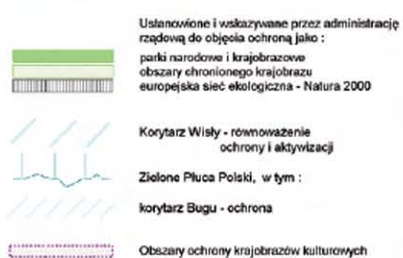 Ustanowione i wskazywane przez administrację
rządową do objęcia ochroną jako :
parki narodowe i krajobrazowe
obszary chronionego krajobrazu
europejska sieć ekologiczna - Natura 2000
Korytarz Wisły - równoważenie
ochrony i aktywizacji
Zielone Płuca Polski, w tym :
korytarz Bugu - ochrona
Obszary ochrony krajobrazów kulturowych